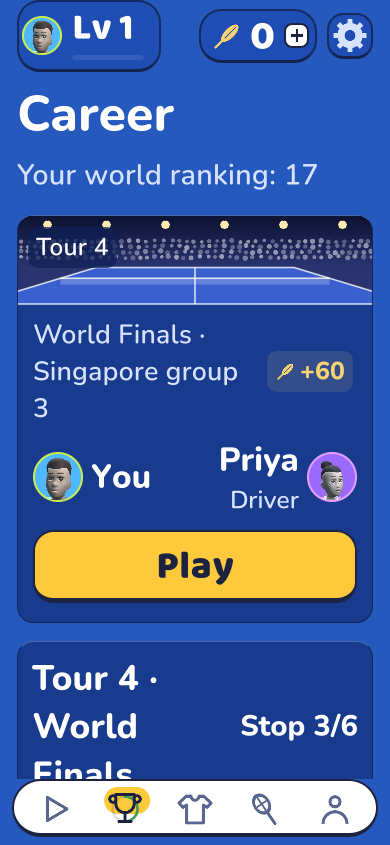 Lv 1
0
Career
Your world ranking: 17
Tour 4
World Finals ·
Singapore group
3
+60
You
Priya
Driver
Play
Tour 4 ·
World
Finals
Stop 3/6